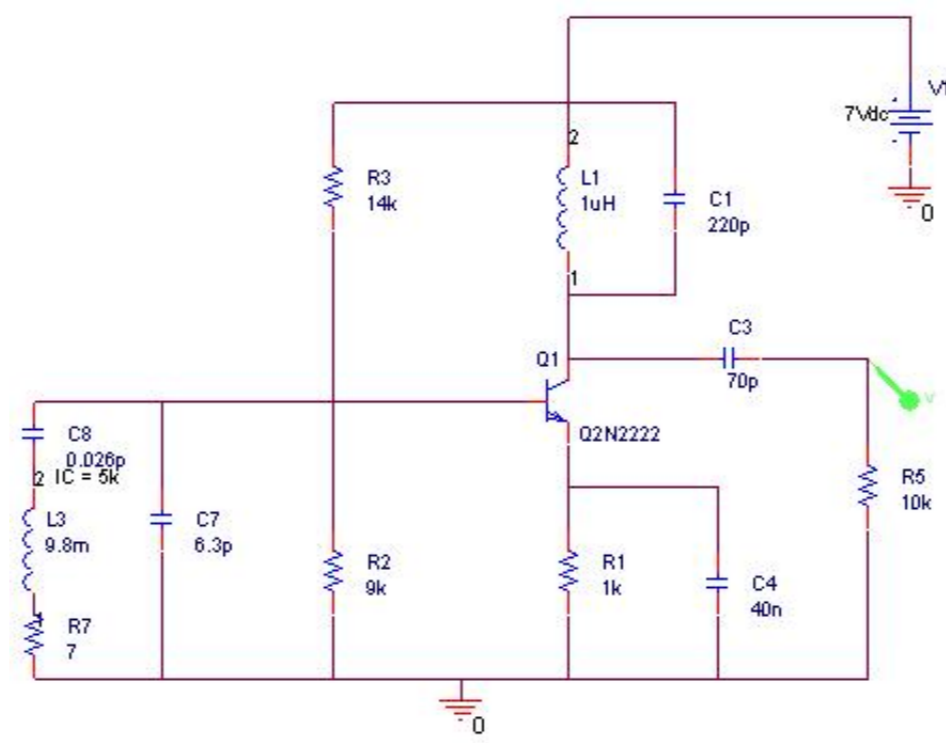 V1
7Vdc
0
R3
14k
2
L1
1uH
C1
220p
1
C3
70p
Q1
Q2N2222
V
C8
0.026p
2
IC = 5k
L3
9.8m
C7
6.3p
R2
9k
R1
1k
C4
40n
R5
10k
R7
7
0